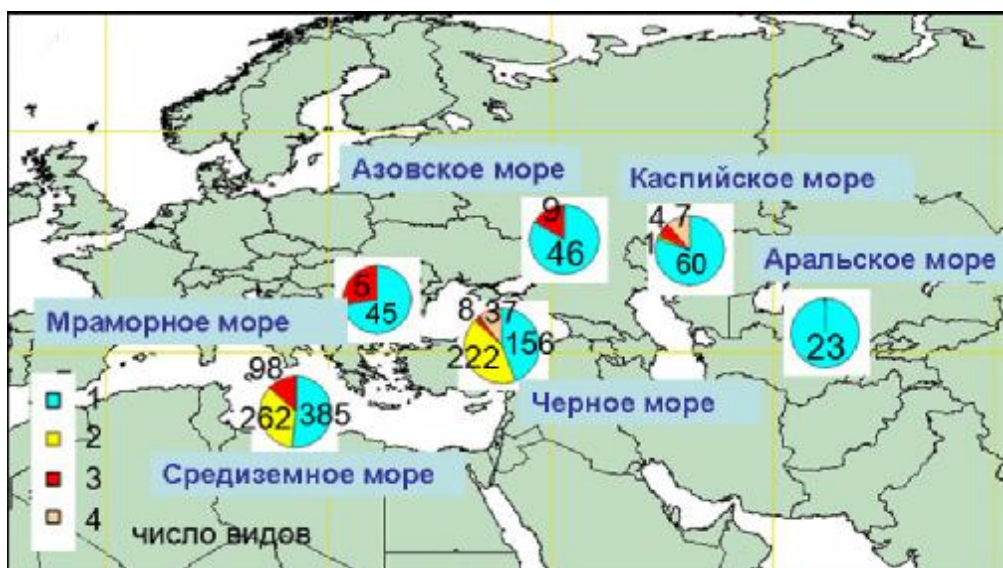 Азовское море
Каспийское море
9
46
4 7
1
60
Аральское море
23
Мраморное море
5
45
8 37
156
222
Черное море
98
262 385
Средиземное море
1
2
3
4
число видов